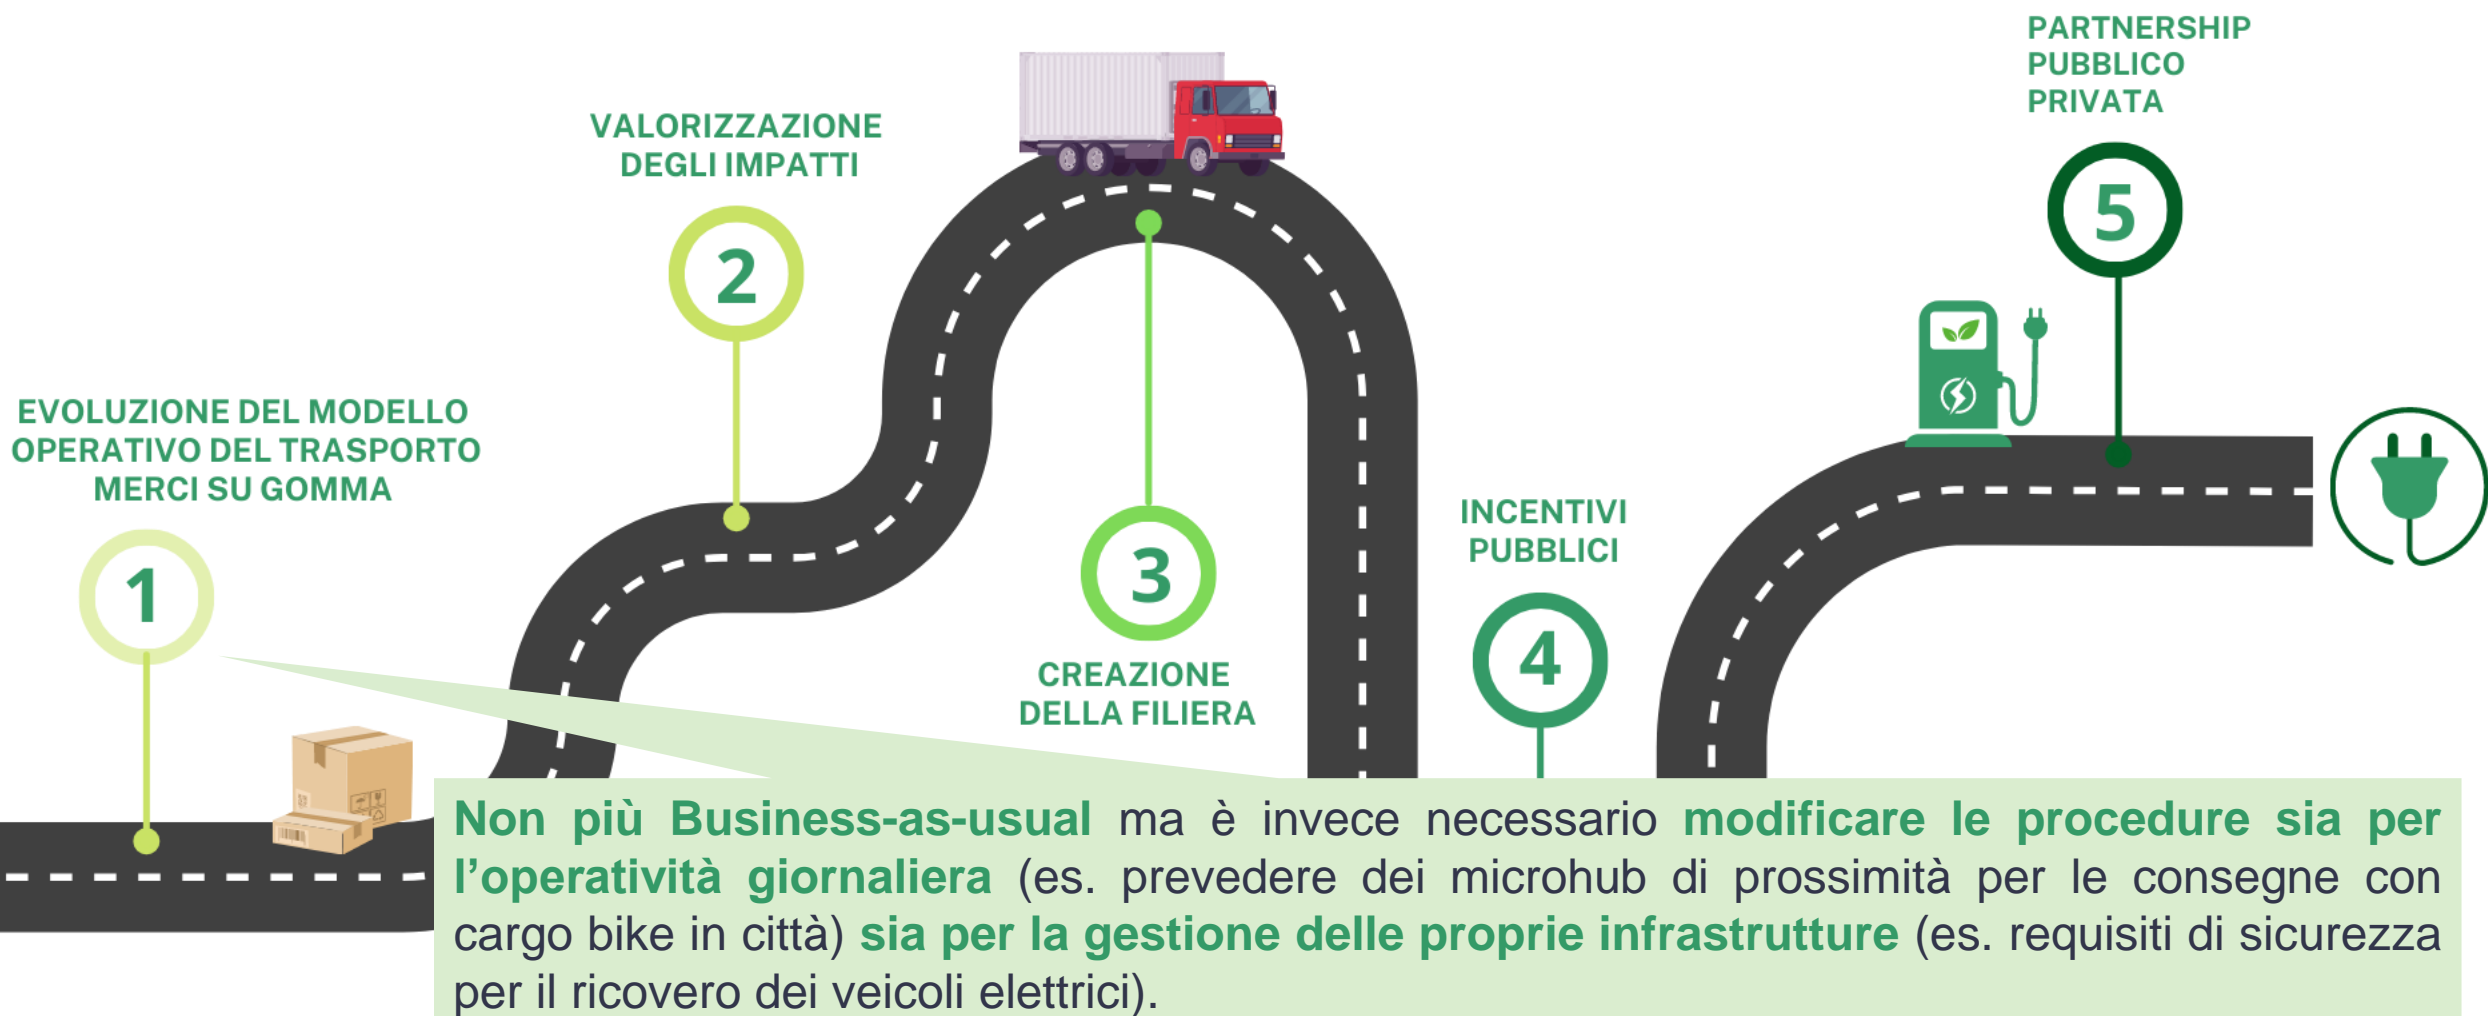 EVOLUZIONE DEL MODELLO
OPERATIVO DEL TRASPORTO
MERCI SU GOMMA
1
VALORIZZAZIONE
DEGLI IMPATTI
2
3
CREAZIONE
DELLA FILIERA
INCENTIVI
PUBBLICI
4
PARTNERSHIP
PUBBLICO
PRIVATA
5
Non più Business-as-usual ma è invece necessario modificare le procedure sia per
l’operatività giornaliera (es. prevedere dei microhub di prossimità per le consegne con
cargo bike in città) sia per la gestione delle proprie infrastrutture (es. requisiti di sicurezza
per il ricovero dei veicoli elettrici).